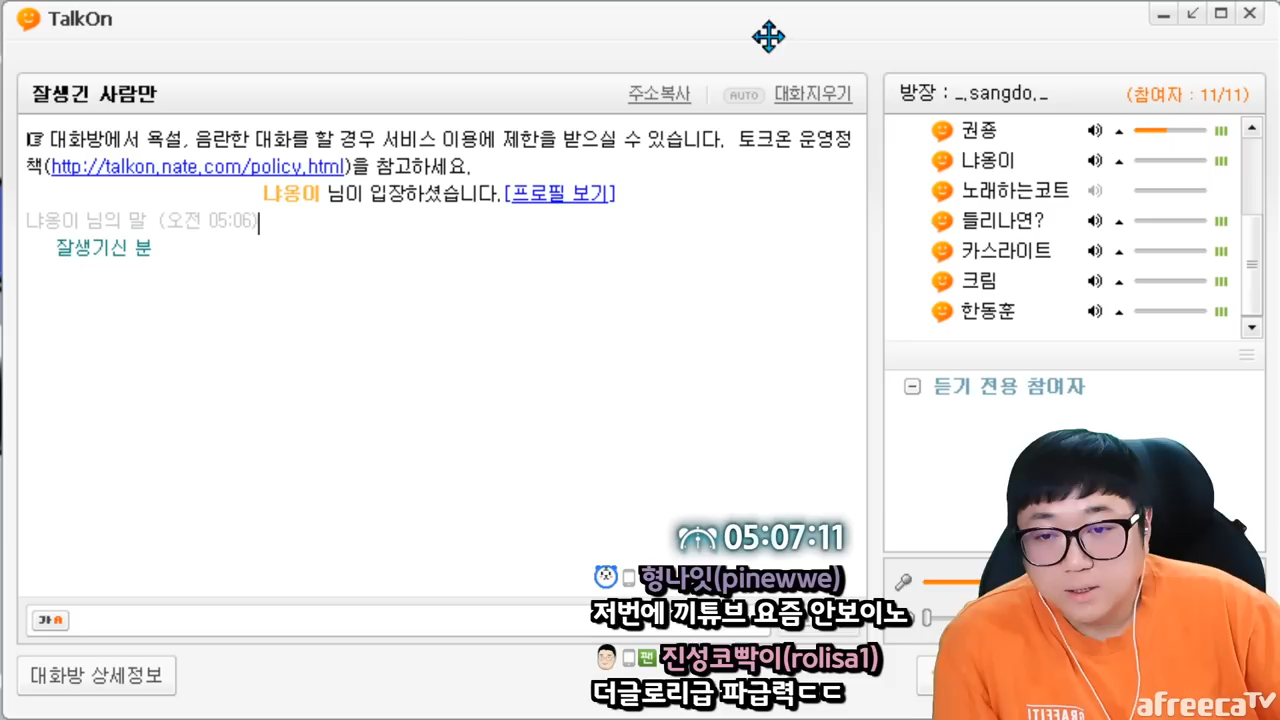 TalkOn
잘생긴 사람만
주소복사
AUTO
대화지우기
☞ 대화방에서 욕설, 음란한 대화를 할 경우 서비스 이용에 제한을 받으실 수 있습니다. 토크온 운영정
책(http://talkon.nate.com/policy.html)을 참고하세요.
냐옹이 님이 입장하셨습니다.[프로필 보기]
냐옹이 님의 말 (오전 05:06)
잘생기신 분
방장 : _.sangdo._
(참여자 : 11/11)
권죵
냐옹이
노래하는코트
들리나연?
카스라이트
크림
한동훈
듣기 전용 참여자
05:07:11
형나잇(pinewwe)
저번에 끼튜브 요즘 안보이노
팬 진성코빡이(rolisa1)
더글로리급 파급력ㄷㄷ
가A
대화방 상세정보
GRAFFITI
afreecaTV